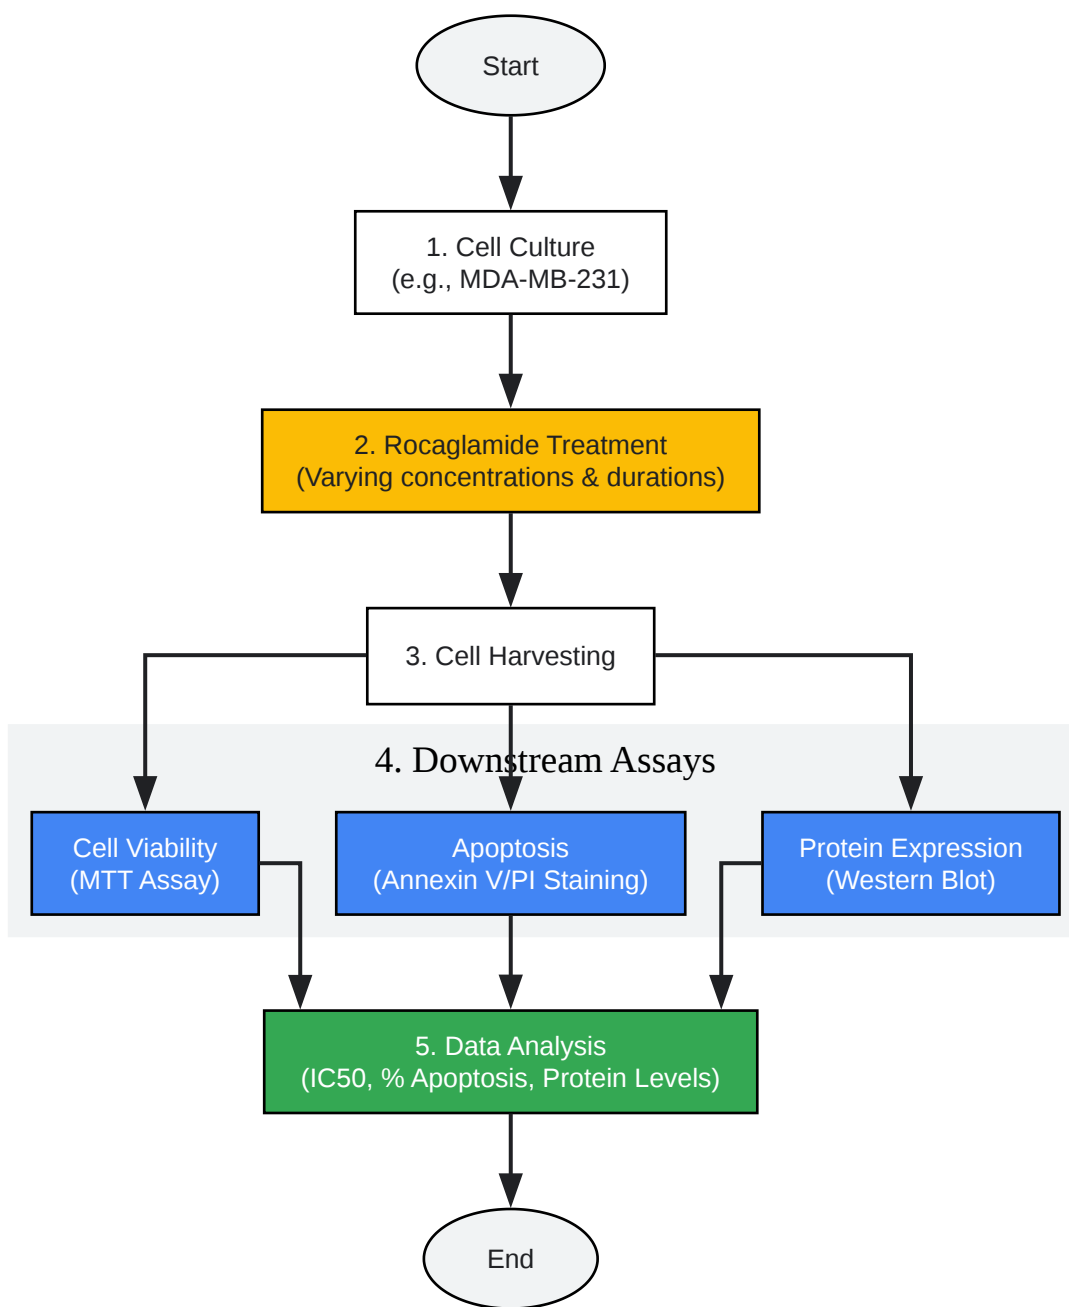 Start
1. Cell Culture
(e.g., MDA-MB-231)
2. Rocaglamide Treatment
(Varying concentrations & durations)
3. Cell Harvesting
4. Downstream Assays
Cell Viability
(MTT Assay)
Apoptosis
(Annexin V/PI Staining)
Protein Expression
(Western Blot)
5. Data Analysis
(IC50, % Apoptosis, Protein Levels)
End